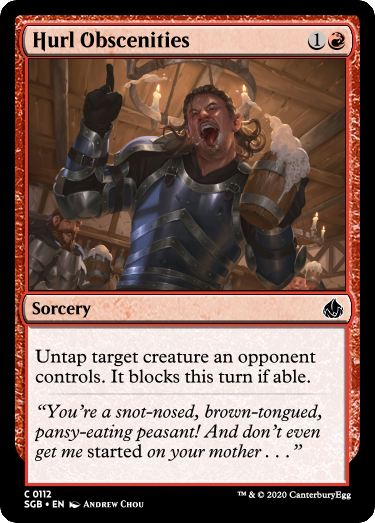 Hurl Obscenities 1
Sorcery
Untap target creature an opponent
controls. It blocks this turn if able.
“You’re a snot-nosed, brown-tongued,
pansy-eating peasant! And don’t even
get me started on your mother . . .”
C 0112
SGB • EN Andrew Chou
™ & © 2020 CanterburyEgg